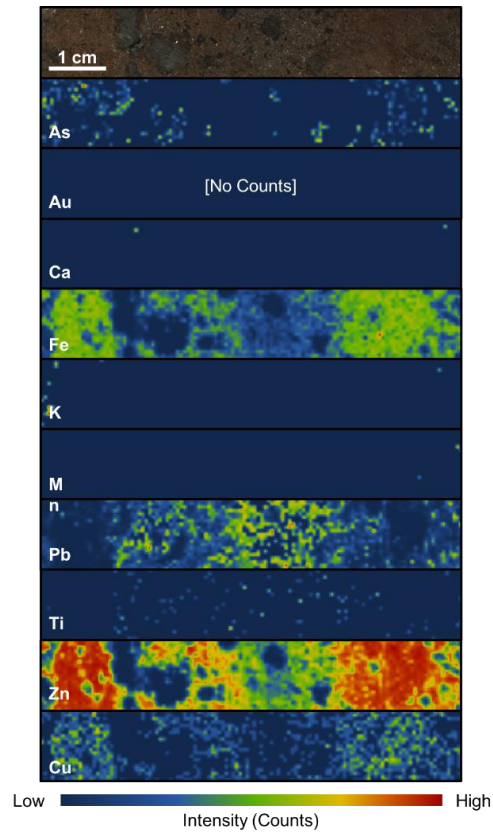 1 cm
As
[No Counts]
Au
Ca
Fe
K
M
n
Pb
Ti
Zn
Cu
Low
High
Intensity (Counts)